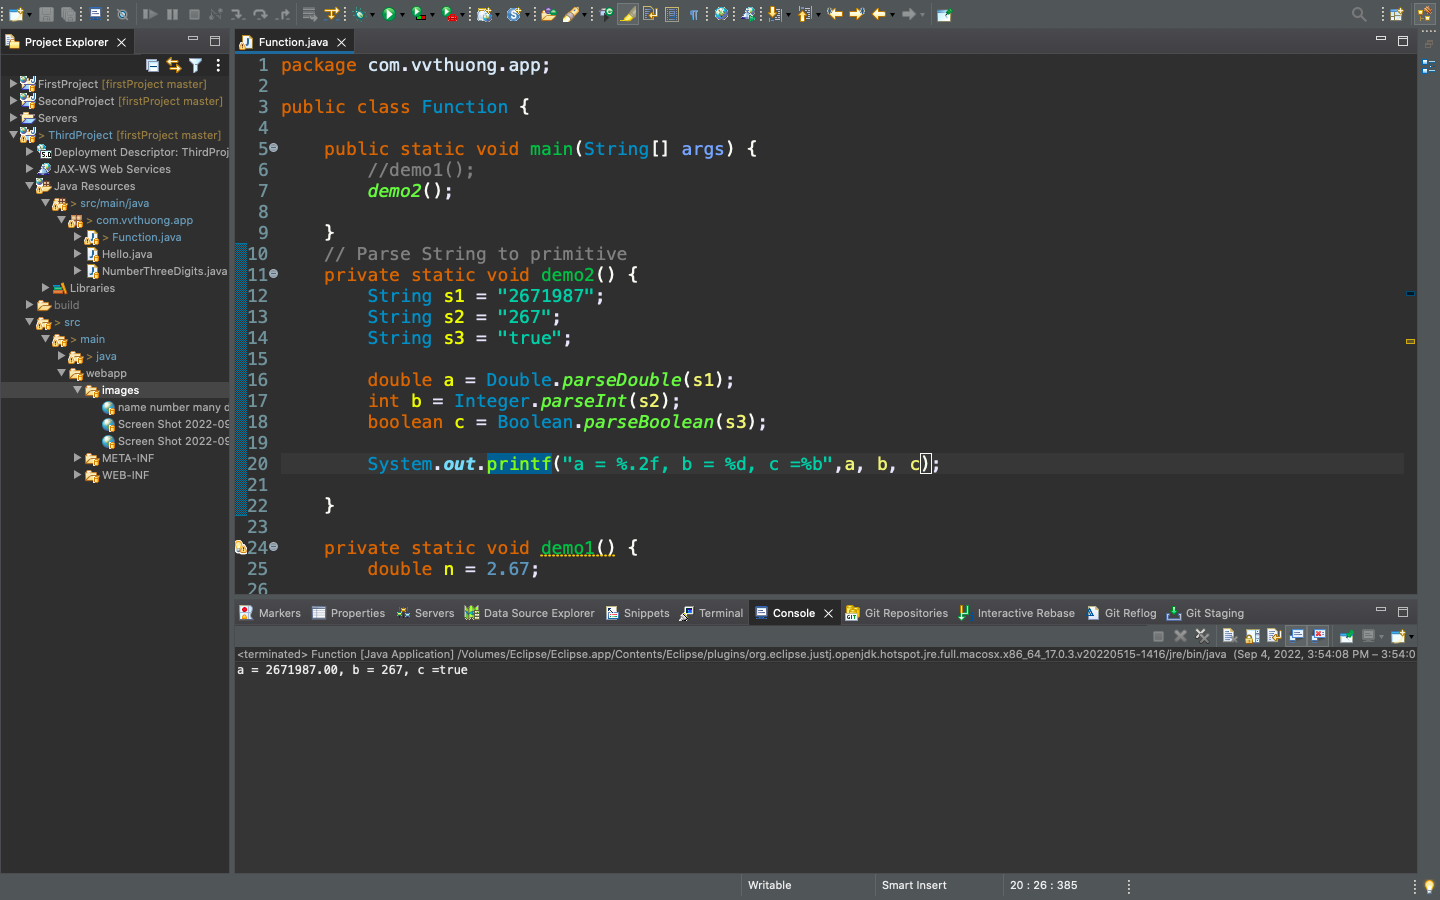 Project Explorer
FirstProject [firstProject master]
SecondProject [firstProject master]
Servers
> ThirdProject [firstProject master]
Deployment Descriptor: ThirdProj
JAX-WS Web Services
Java Resources
> src/main/java
> com.vvthuong.app
> Function.java
Hello.java
NumberThreeDigits.java
Libraries
build
> src
> main
> java
webapp
images
name number many d
Screen Shot 2022-09
Screen Shot 2022-09
META-INF
WEB-INF
Function.java
1 package com.vvthuong.app;
2
3 public class Function {
4
5 public static void main(String[] args) {
6 //demo1();
7 demo2();
8
9 }
10 // Parse String to primitive
11 private static void demo2() {
12 String s1 = "2671987";
13 String s2 = "267";
14 String s3 = "true";
15
16 double a = Double.parseDouble(s1);
17 int b = Integer.parseInt(s2);
18 boolean c = Boolean.parseBoolean(s3);
19
20 System.out.printf("a = %.2f, b = %d, c =%b",a, b, c);
21
22 }
23
24 private static void demo1() {
25 double n = 2.67;
26
Markers Properties Servers Data Source Explorer Snippets Terminal Console Git Repositories Interactive Rebase Git Reflog Git Staging
<terminated> Function [Java Application] /Volumes/Eclipse/Eclipse.app/Contents/Eclipse/plugins/org.eclipse.justj.openjdk.hotspot.jre.full.macosx.x86_64_17.0.3.v20220515-1416/jre/bin/java (Sep 4, 2022, 3:54:08 PM – 3:54:0
a = 2671987.00, b = 267, c =true
Writable Smart Insert 20 : 26 : 385